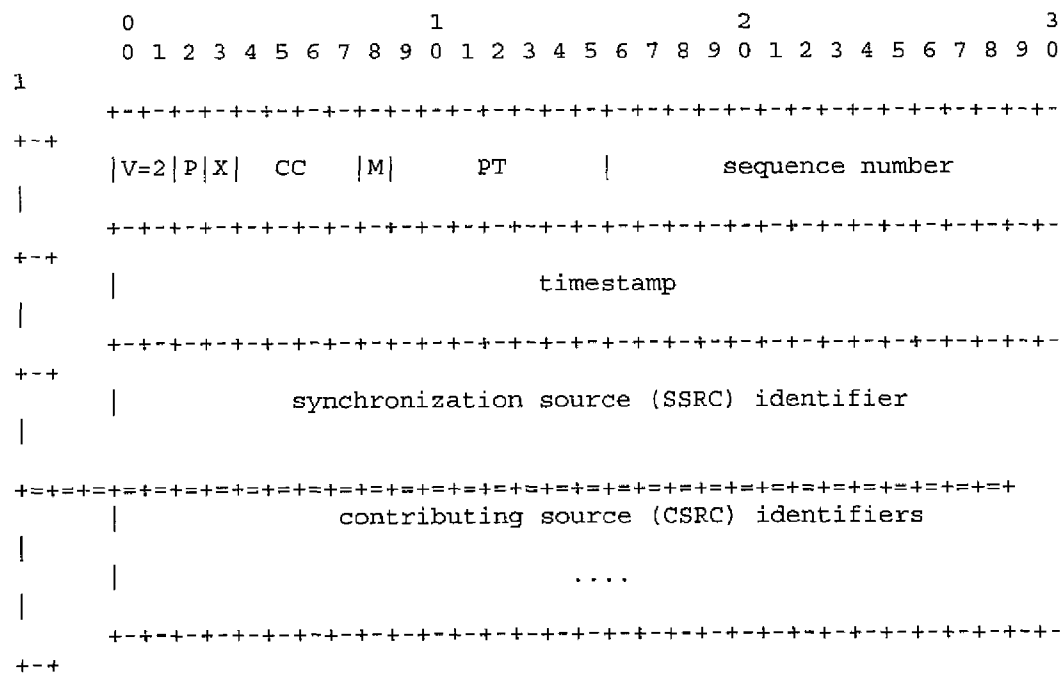 0                   1                   2                   3
0 1 2 3 4 5 6 7 8 9 0 1 2 3 4 5 6 7 8 9 0 1 2 3 4 5 6 7 8 9 0
1
+-+-+-+-+-+-+-+-+-+-+-+-+-+-+-+-+-+-+-+-+-+-+-+-+-+-+-+-+-+-+-
+-+
|V=2|P|X|  CC   |M|     PT      |       sequence number
|
+-+-+-+-+-+-+-+-+-+-+-+-+-+-+-+-+-+-+-+-+-+-+-+-+-+-+-+-+-+-+-
+-+
|                           timestamp
|
+-+-+-+-+-+-+-+-+-+-+-+-+-+-+-+-+-+-+-+-+-+-+-+-+-+-+-+-+-+-+-
+-+
|           synchronization source (SSRC) identifier
|
+=+=+=+=+=+=+=+=+=+=+=+=+=+=+=+=+=+=+=+=+=+=+=+=+=+=+=+=+=+=+=+=+
|              contributing source (CSRC) identifiers
|
|                             ....
|
+-+-+-+-+-+-+-+-+-+-+-+-+-+-+-+-+-+-+-+-+-+-+-+-+-+-+-+-+-+-+-
+-+